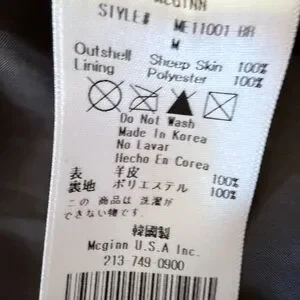 MCGINN
STYLE# ME11001-BR
M
Outshell Sheep Skin 100%
Lining Polyester 100%
Do Not Wash
Made In Korea
No Lavar
Hecho En Corea
表 羊皮 100%
裏地 ポリエステル 100%
この 商品は 洗濯が
できない物です.
韓國製
Mcginn U.S.A Inc.
213-749-0900